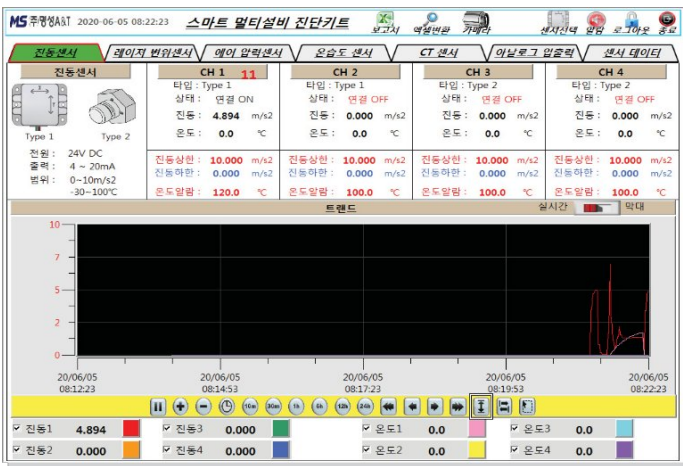 MS 주명성A&T 2020-06-05 08:22:23 스마트 멀티설비 진단키트 보고서 엑셀변환 카메라 센서선택 알람 로그아웃 종료
진동센서 레이저 변위센서 에어 압력센서 온습도 센서 CT 센서 아날로그 입출력 센서 데이터
진동센서 CH 1 11 CH 2 CH 3 CH 4
타입 : Type 1 타입 : Type 1 타입 : Type 2 타입 : Type 2
상태 : 연결 ON 상태 : 연결 OFF 상태 : 연결 OFF 상태 : 연결 OFF
진동 : 4.894 m/s2 진동 : 0.000 m/s2 진동 : 0.000 m/s2 진동 : 0.000 m/s2
Type 1 Type 2 온도 : 0.0 ℃ 온도 : 0.0 ℃ 온도 : 0.0 ℃ 온도 : 0.0 ℃
전원 : 24V DC
출력 : 4 ~ 20mA 진동상한 : 10.000 m/s2 진동상한 : 10.000 m/s2 진동상한 : 10.000 m/s2 진동상한 : 10.000 m/s2
범위 : 0~10m/s2 진동하한 : 0.000 m/s2 진동하한 : 0.000 m/s2 진동하한 : 0.000 m/s2 진동하한 : 0.000 m/s2
-30~100℃ 온도알람 : 120.0 ℃ 온도알람 : 100.0 ℃ 온도알람 : 100.0 ℃ 온도알람 : 100.0 ℃
트랜드 실시간 막대
10
7
5
2
0
20/06/05 20/06/05 20/06/05 20/06/05 20/06/05
08:12:23 08:14:53 08:17:23 08:19:53 08:22:23
10m 30m 1h 6h 12h 24h
진동1 4.894 진동3 0.000 온도1 0.0 온도3 0.0
진동2 0.000 진동4 0.000 온도2 0.0 온도4 0.0